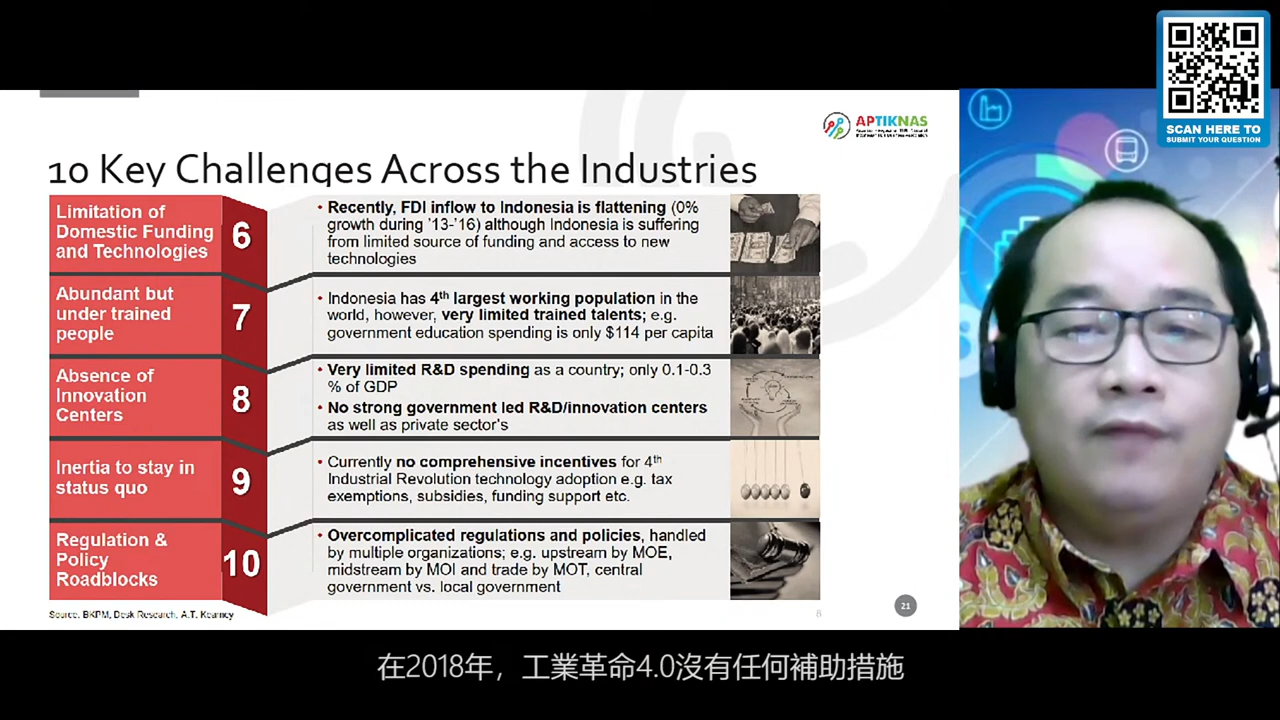 SCAN HERE TO
SUBMIT YOUR QUESTION
APTIKNAS
10 Key Challenges Across the Industries
Limitation of
Domestic Funding
and Technologies
6
• Recently, FDI inflow to Indonesia is flattening (0%
growth during '13-'16) although Indonesia is suffering
from limited source of funding and access to new
technologies
Abundant but
under trained
people
7
• Indonesia has 4th largest working population in the
world, however, very limited trained talents; e.g.
government education spending is only $114 per capita
Absence of
Innovation
Centers
8
• Very limited R&D spending as a country; only 0.1-0.3
% of GDP
• No strong government led R&D/innovation centers
as well as private sector's
Inertia to stay in
status quo
9
• Currently no comprehensive incentives for 4th
Industrial Revolution technology adoption e.g. tax
exemptions, subsidies, funding support etc.
Regulation &
Policy
Roadblocks
10
• Overcomplicated regulations and policies, handled
by multiple organizations; e.g. upstream by MOE,
midstream by MOI and trade by MOT, central
government vs. local government
Source: BKPM, Desk Research, A.T. Kearney
8
21
在2018年，工業革命4.0沒有任何補助措施